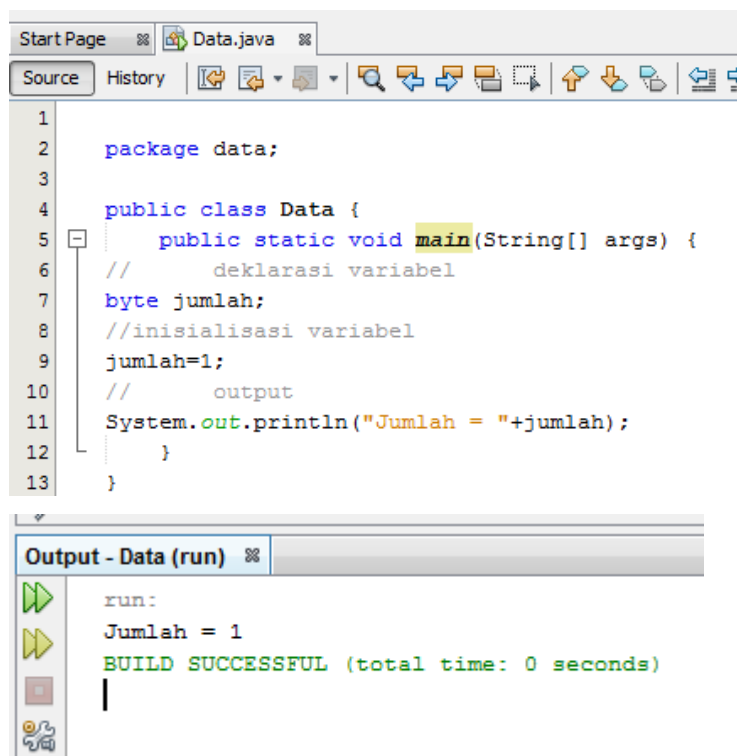 Start Page Data.java
Source History
1
2 package data;
3
4 public class Data {
5 public static void main(String[] args) {
6 // deklarasi variabel
7 byte jumlah;
8 //inisialisasi variabel
9 jumlah=1;
10 // output
11 System.out.println("Jumlah = "+jumlah);
12 }
13 }
Output - Data (run)
run:
Jumlah = 1
BUILD SUCCESSFUL (total time: 0 seconds)